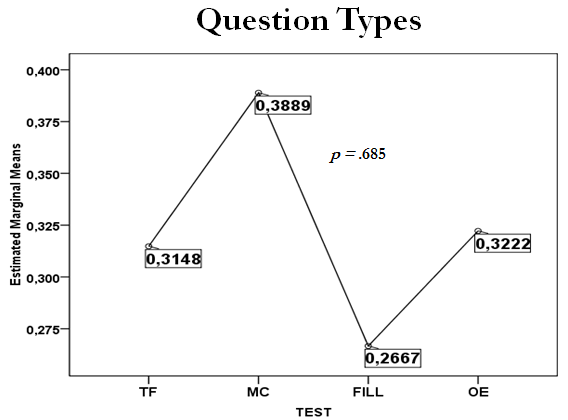 Question Types
Estimated Marginal Means
0,400
0,375
0,350
0,325
0,300
0,275
0,3889
p = .685
0,3148
0,3222
0,2667
TF MC FILL OE
TEST